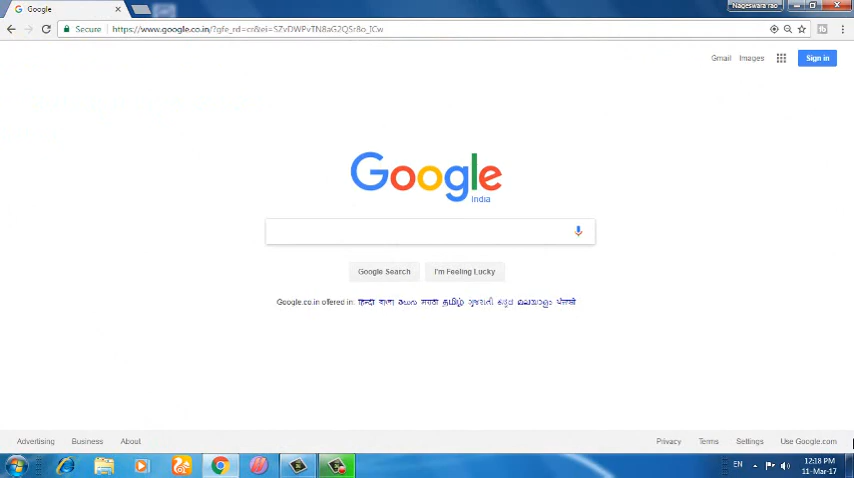 Google
Nageswara rao
Secure
https://www.google.co.in/?gfe_rd=cr&ei=SZvDWPvTN8aG2QSr8o_ICw
Gmail Images Sign in
Google
India
Google Search I'm Feeling Lucky
Google.co.in offered in: हिन्दी বাংলা తెలుగు मराठी தமிழ் ગુજરાતી ಕನ್ನಡ മലയാളം ਪੰਜਾਬੀ
Advertising Business About Privacy Terms Settings Use Google.com
EN 12:18 PM
11-Mar-17